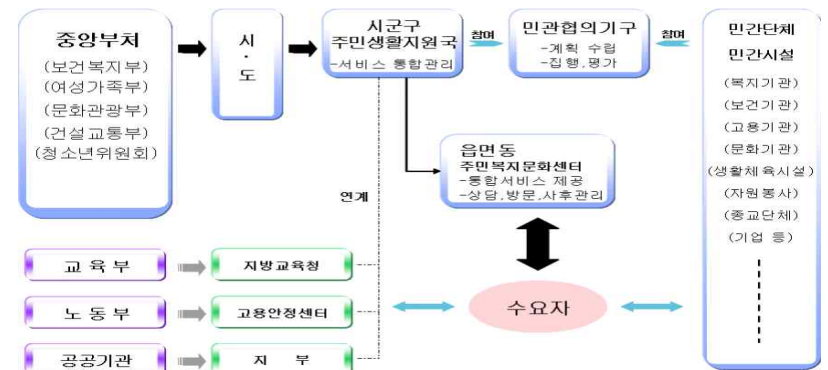 중앙부처
(보건복지부)
(여성가족부)
(문화관광부)
(건설교통부)
(청소년위원회)
시
·
도
시군구
주민생활지원국
-서비스 통합관리
참여
민관협의기구
-계획 수립
-집행,평가
참여
민간단체
민간시설
(복지기관)
(보건기관)
(고용기관)
(문화기관)
(생활체육시설)
(자원봉사)
(종교단체)
(기업 등)
읍면동
주민복지문화센터
-통합서비스 제공
-상담,방문,사후관리
연계
교육부
지방교육청
노동부
고용안정센터
수요자
공공기관
지 부